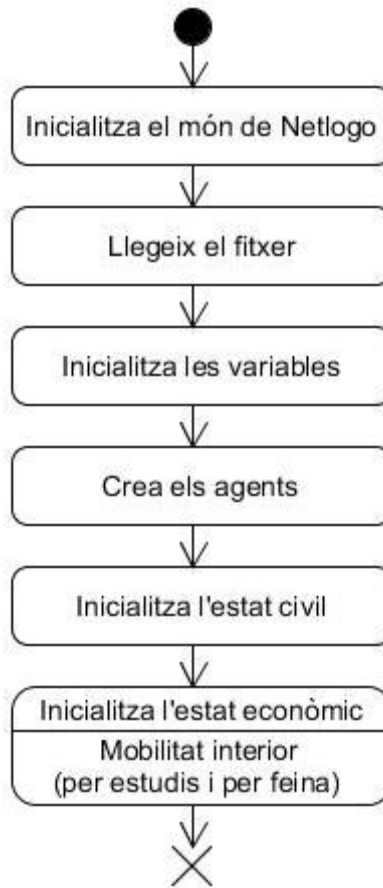 Inicialitza el món de Netlogo
Llegeix el fitxer
Inicialitza les variables
Crea els agents
Inicialitza l'estat civil
Inicialitza l'estat econòmic
Mobilitat interior
(per estudis i per feina)